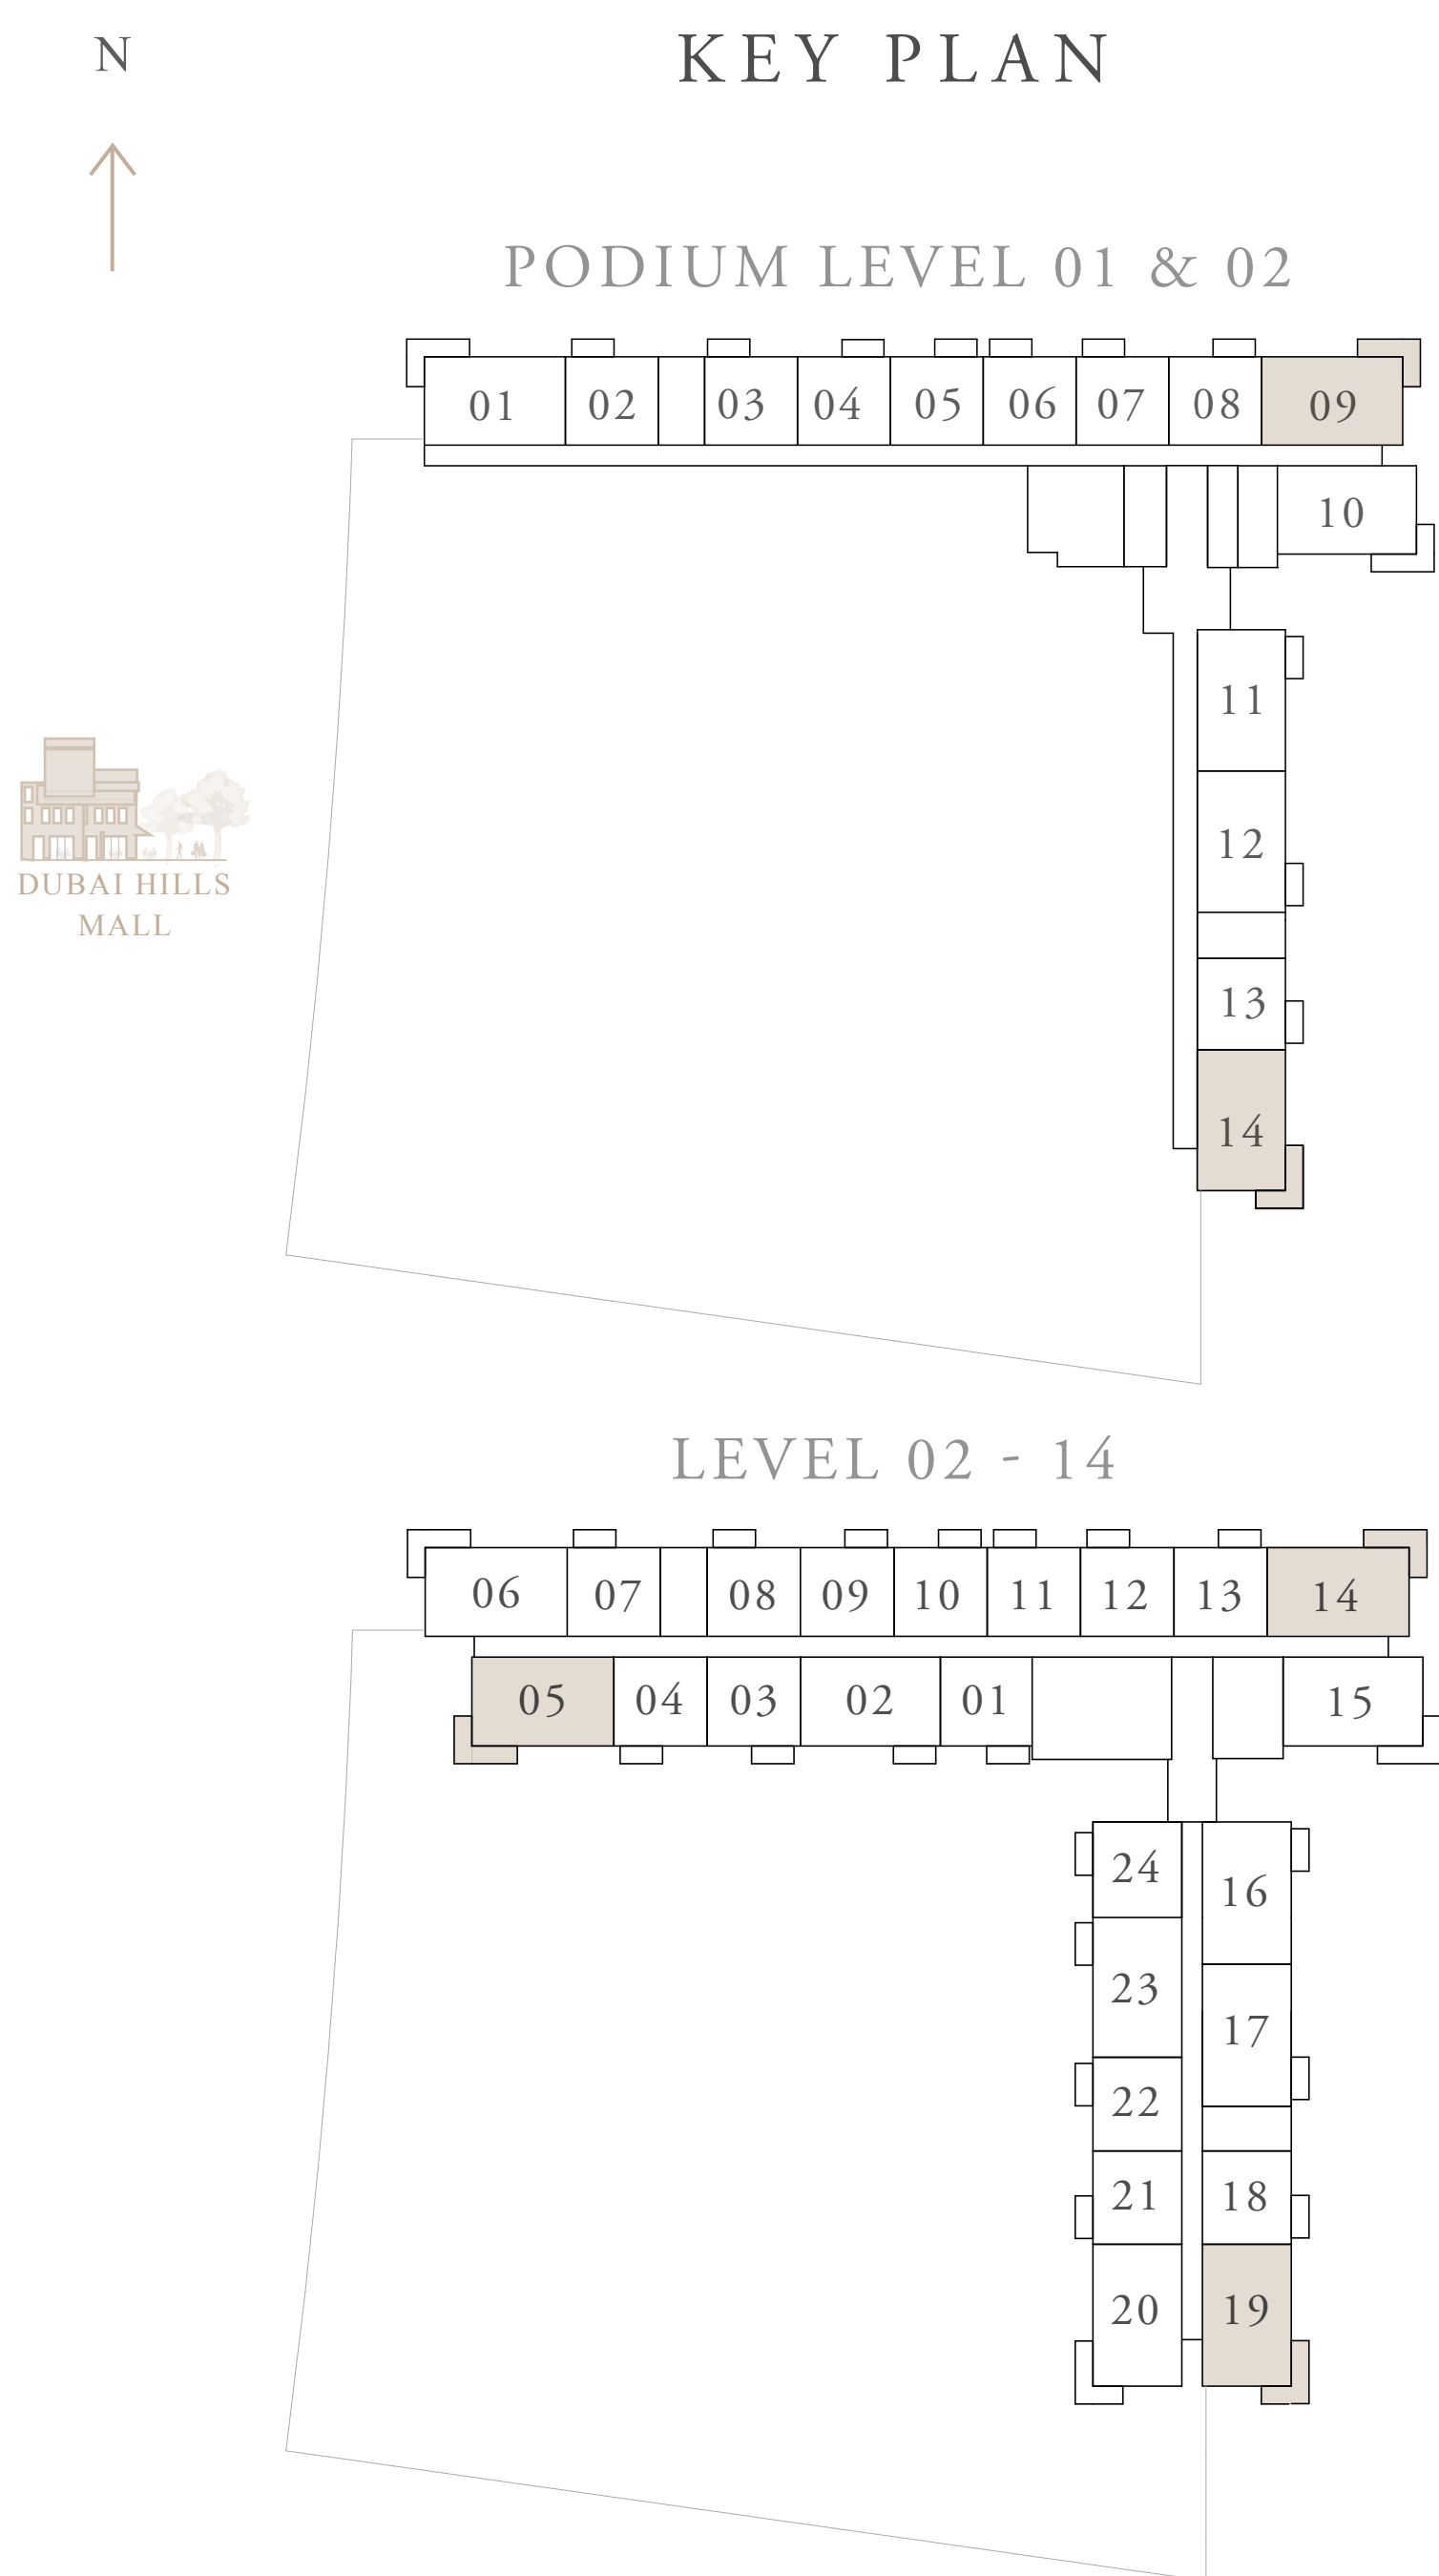 N
KEY PLAN
PODIUM LEVEL 01 & 02
01 02 03 04 05 06 07 08 09
10
11
12
13
14
DUBAI HILLS
MALL
LEVEL 02 - 14
06 07 08 09 10 11 12 13 14
05 04 03 02 01 15
24 16
23 17
22
21 18
20 19